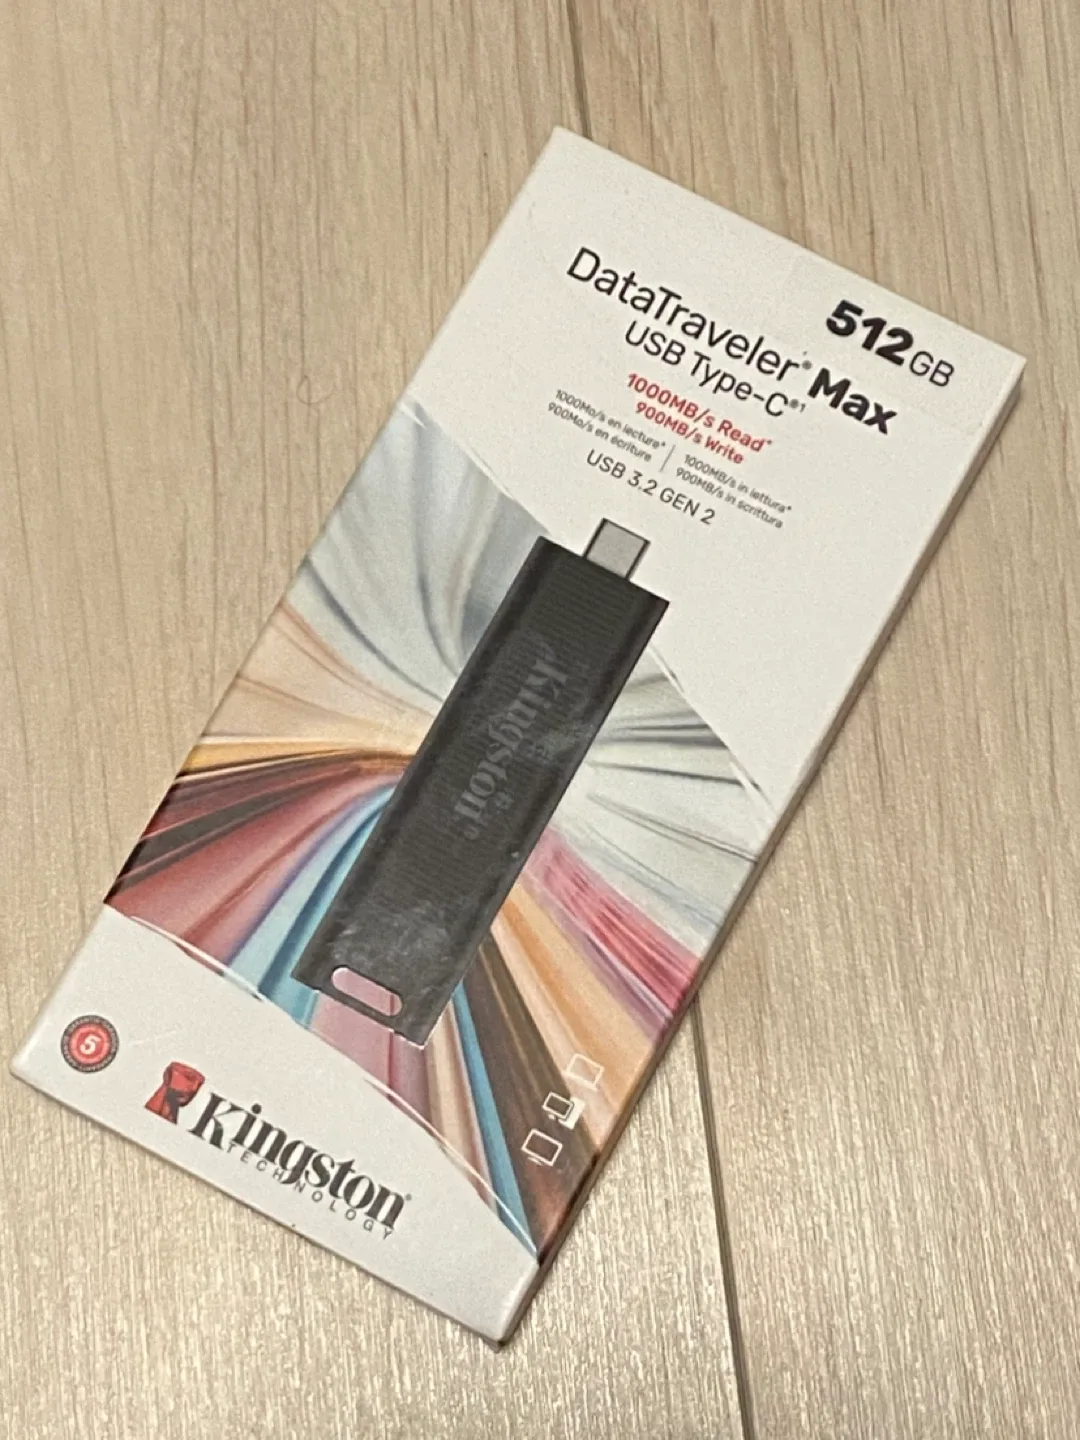 512GB
DataTraveler® Max
USB Type-C®¹
1000MB/s Read*
900MB/s Write
1000Mo/s en lecture*
900Mo/s en écriture
1000MB/s in lettura*
900MB/s in scrittura
USB 3.2 GEN 2
Kingston
5
Kingston®
TECHNOLOGY